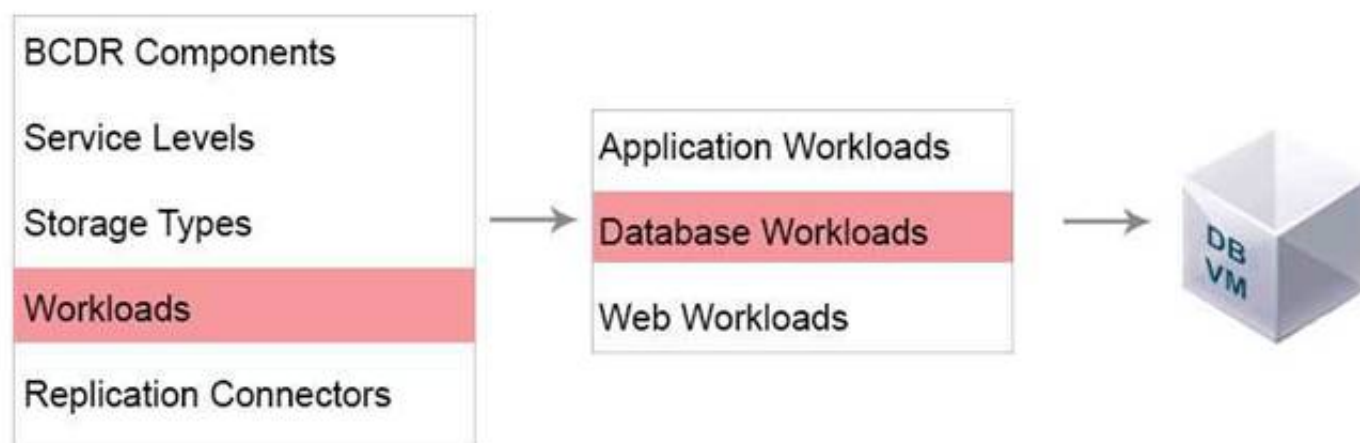 BCDR Components
Service Levels
Storage Types
Workloads
Replication Connectors
Application Workloads
Database Workloads
Web Workloads
DB
VM